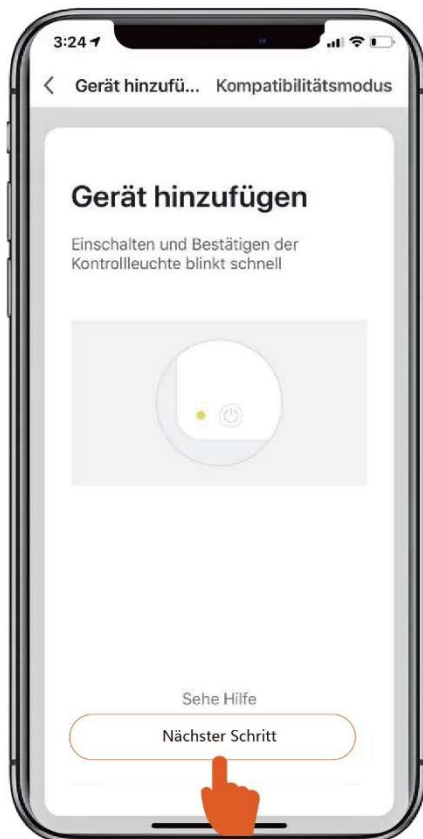 3:24
Gerät hinzufü... Kompatibilitätsmodus
Gerät hinzufügen
Einschalten und Bestätigen der
Kontrollleuchte blinkt schnell
Sehe Hilfe
Nächster Schritt